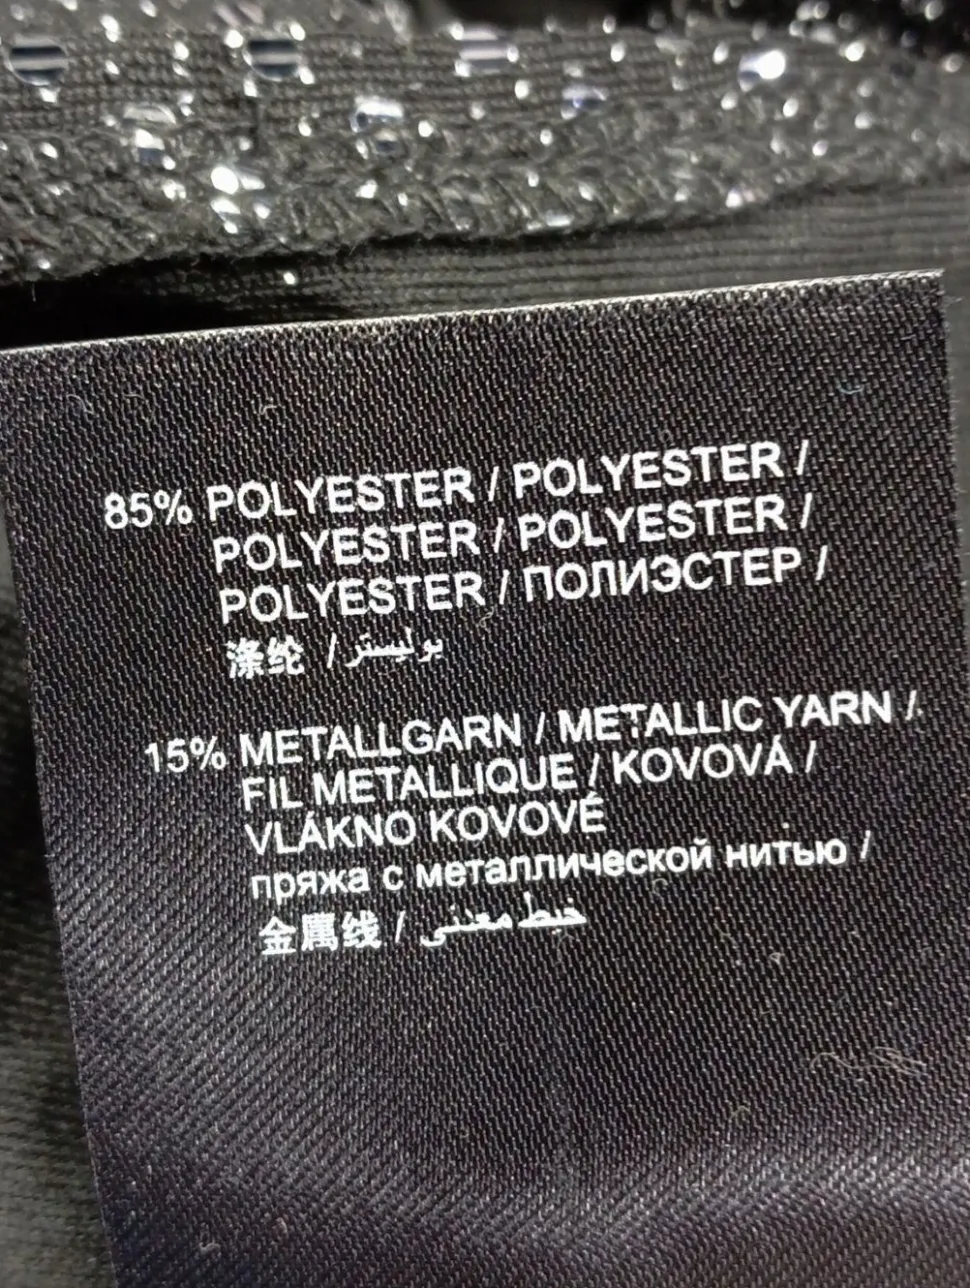 85% POLYESTER / POLYESTER /
POLYESTER / POLYESTER /
POLYESTER / ПОЛИЭСТЕР /
涤纶 / بوليستر
15% METALLGARN / METALLIC YARN /
FIL METALLIQUE / KOVOVÁ /
VLÁKNO KOVOVÉ
пряжа с металлической нитью /
金属线 / خيط معدني